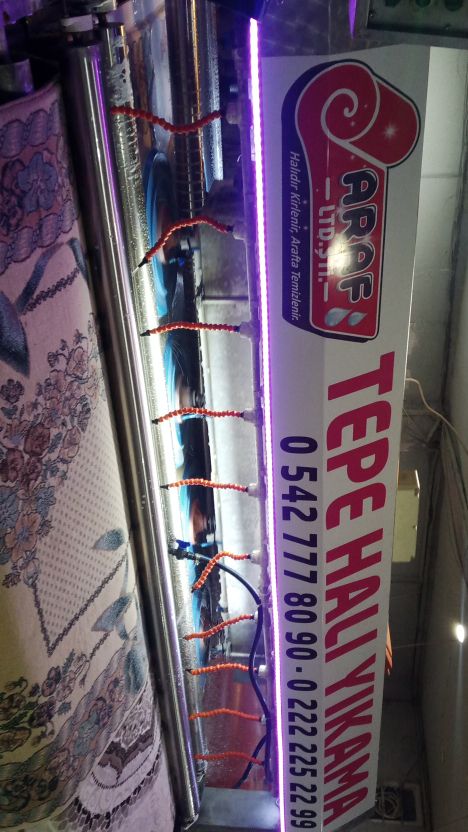 ARAF
LTD.ŞTİ.
Halıdır Kirlenir, Arafta Temizlenir.
TEPE HALI YIKAMA
0 542 777 80 90 - 0 222 225 22 99